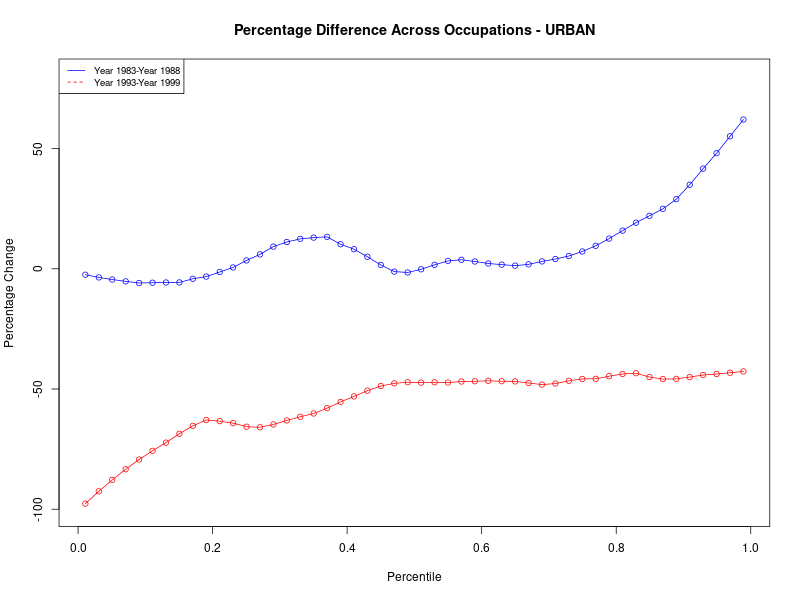 Percentage Difference Across Occupations - URBAN
Year 1983-Year 1988
Year 1993-Year 1999
Percentage Change
50
0
-50
-100
0.0 0.2 0.4 0.6 0.8 1.0
Percentile